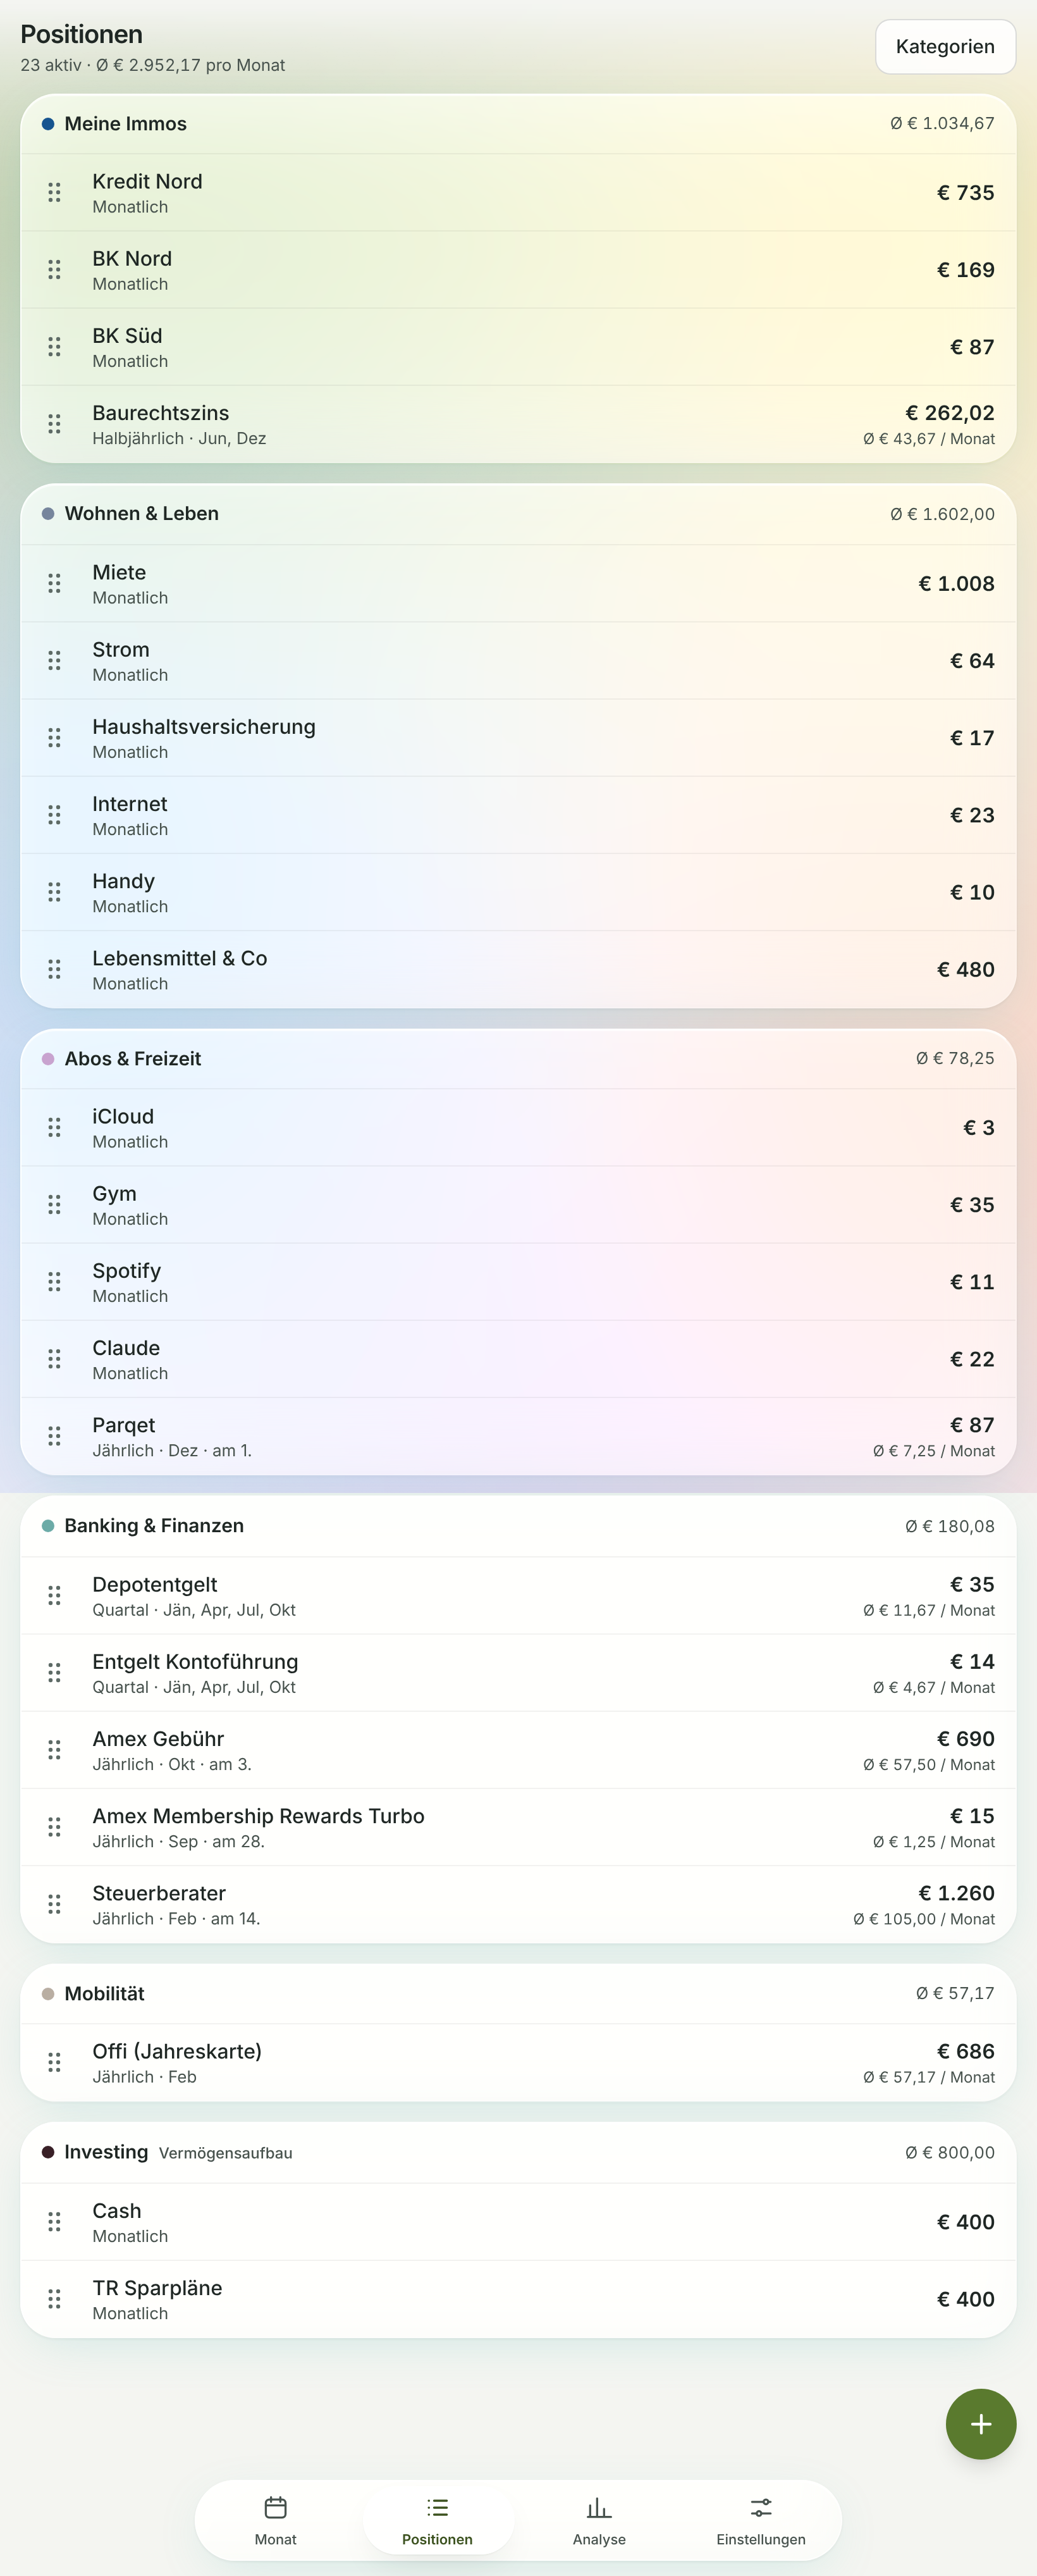 Positionen
Kategorien
23 aktiv · Ø € 2.952,17 pro Monat
Meine Immos Ø € 1.034,67
Kredit Nord
Monatlich
€ 735
BK Nord
Monatlich
€ 169
BK Süd
Monatlich
€ 87
Baurechtszins
€ 262,02
Halbjährlich · Jun, Dez
Ø € 43,67 / Monat
Wohnen & Leben Ø € 1.602,00
Miete
Monatlich
€ 1.008
Strom
Monatlich
€ 64
Haushaltsversicherung
Monatlich
€ 17
Internet
Monatlich
€ 23
Handy
Monatlich
€ 10
Lebensmittel & Co
Monatlich
€ 480
Abos & Freizeit Ø € 78,25
iCloud
Monatlich
€ 3
Gym
Monatlich
€ 35
Spotify
Monatlich
€ 11
Claude
Monatlich
€ 22
Parqet
€ 87
Jährlich · Dez · am 1.
Ø € 7,25 / Monat
Banking & Finanzen Ø € 180,08
Depotentgelt
€ 35
Quartal · Jän, Apr, Jul, Okt
Ø € 11,67 / Monat
Entgelt Kontoführung
€ 14
Quartal · Jän, Apr, Jul, Okt
Ø € 4,67 / Monat
Amex Gebühr
€ 690
Jährlich · Okt · am 3.
Ø € 57,50 / Monat
Amex Membership Rewards Turbo
€ 15
Jährlich · Sep · am 28.
Ø € 1,25 / Monat
Steuerberater
€ 1.260
Jährlich · Feb · am 14.
Ø € 105,00 / Monat
Mobilität Ø € 57,17
Offi (Jahreskarte)
€ 686
Jährlich · Feb
Ø € 57,17 / Monat
Investing Vermögensaufbau Ø € 800,00
Cash
Monatlich
€ 400
TR Sparpläne
Monatlich
€ 400
Monat
Positionen
Analyse
Einstellungen